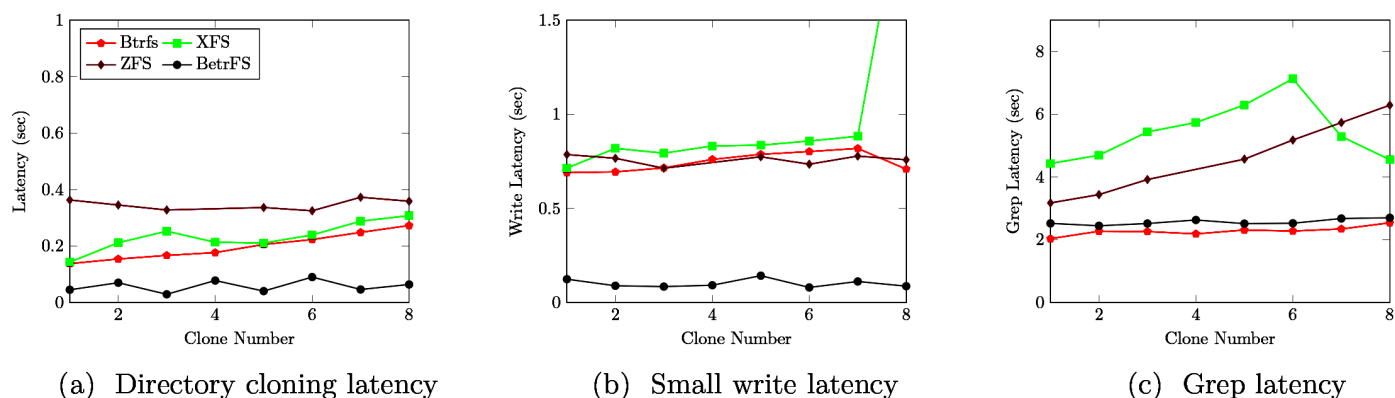 1
0.8
0.6
0.4
0.2
0
Latency (sec)
Btrfs XFS
ZFS BetrFS
2 4 6 8
Clone Number
(a) Directory cloning latency
1.5
1
0.5
0
Write Latency (sec)
2 4 6 8
Clone Number
(b) Small write latency
8
6
4
2
0
Grep Latency (sec)
2 4 6 8
Clone Number
(c) Grep latency